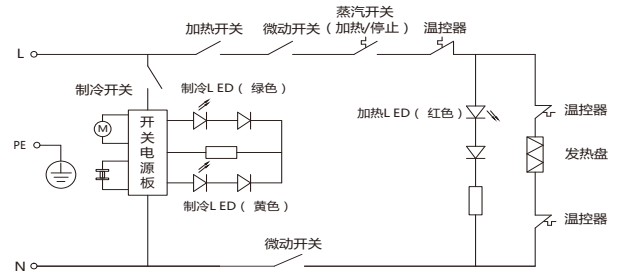 蒸汽开关
加热开关 微动开关 (加热/停止) 温控器
L
制冷开关 制冷L ED( 绿色)
加热L ED( 红色) 温控器
M
开关电源板
PE
发热盘
制冷L ED( 黄色) 温控器
微动开关
N